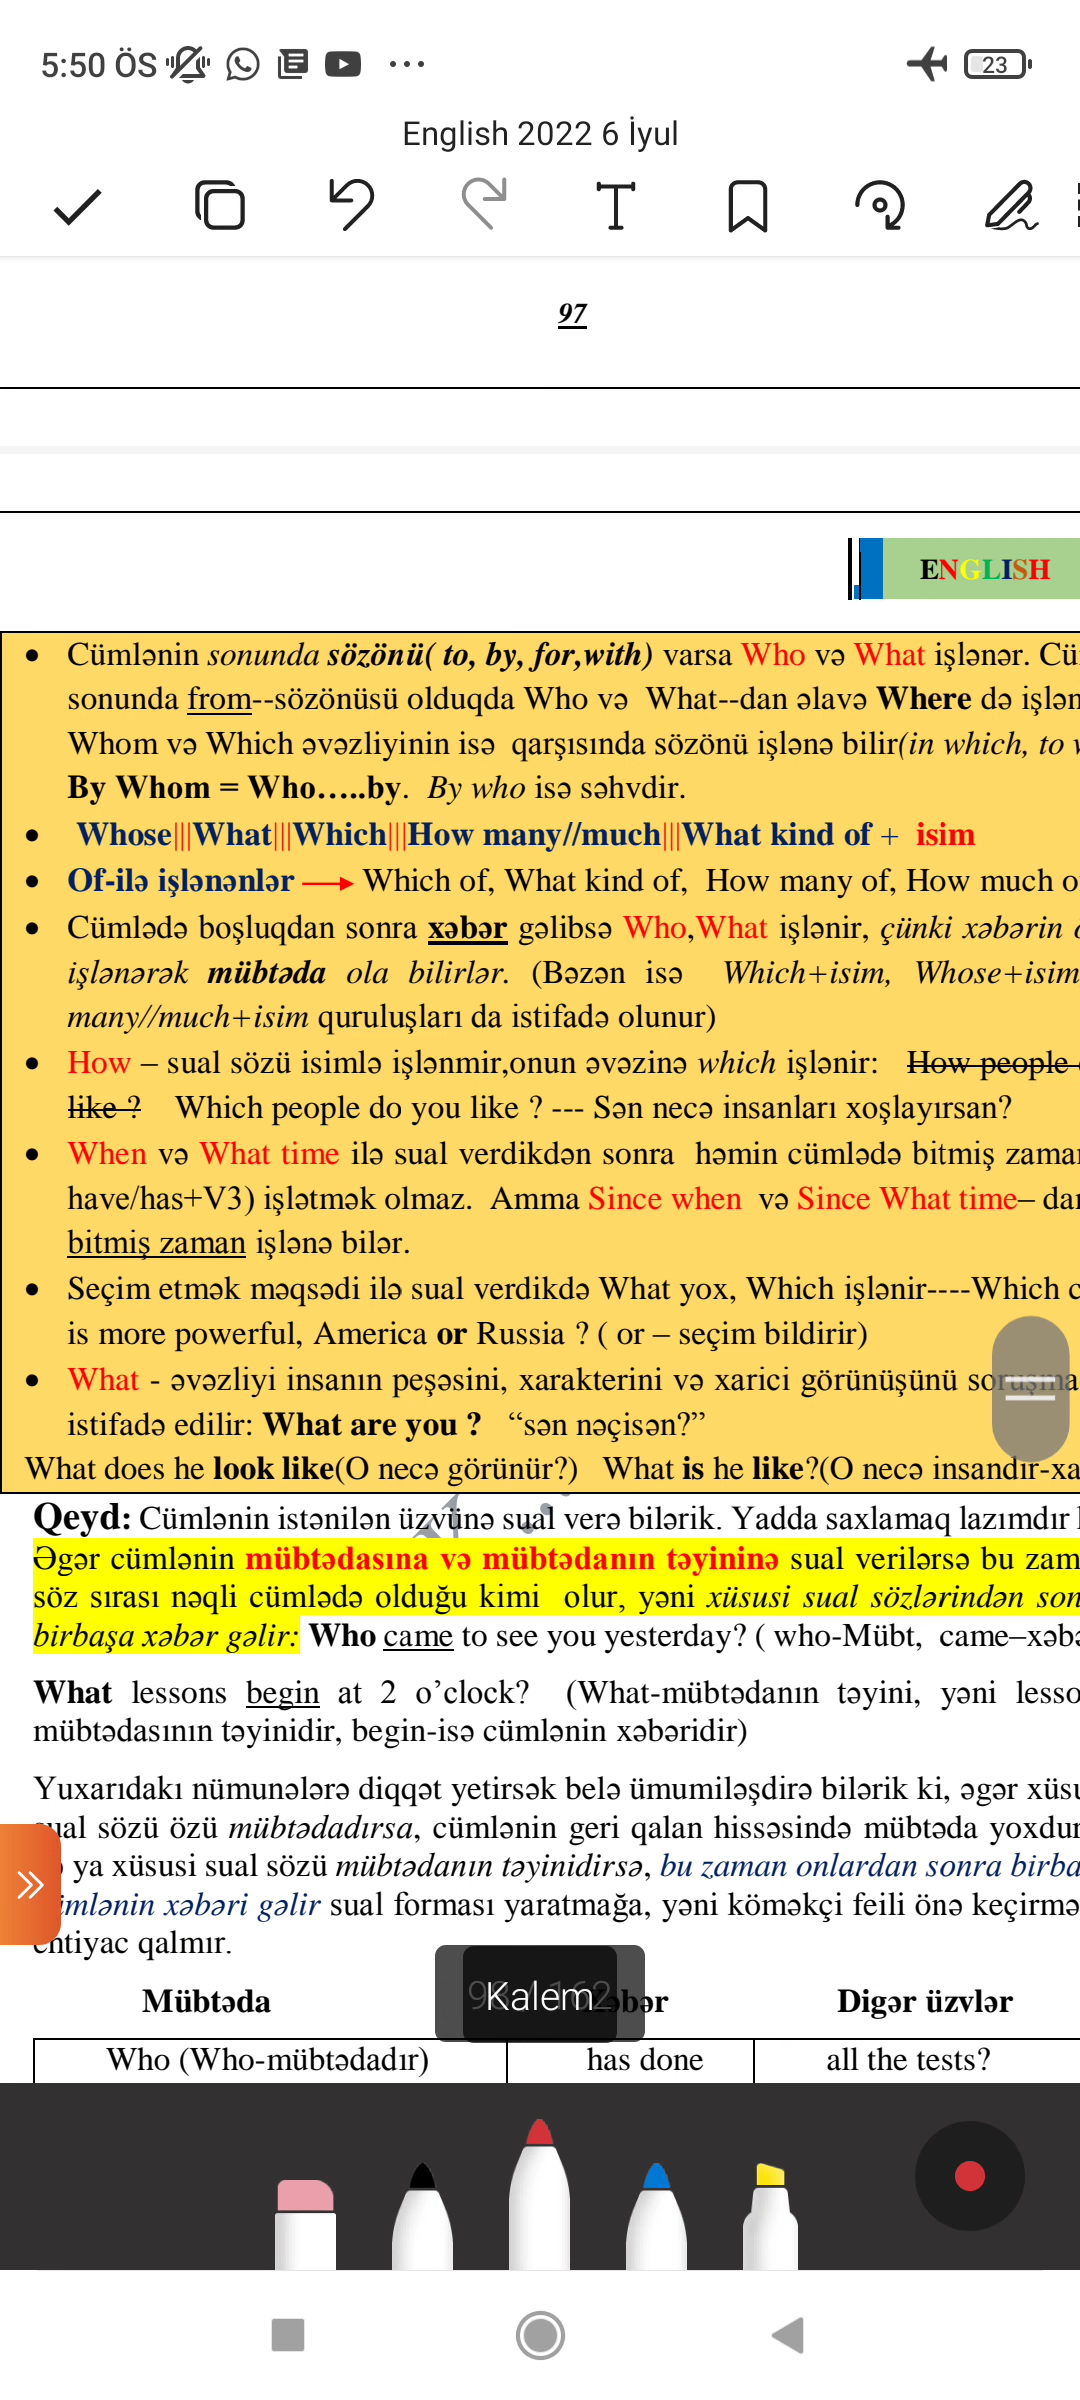 5:50 ÖS
23
English 2022 6 İyul
97
ENGLISH
• Cümlənin sonunda sözönü( to, by, for,with) varsa Who və What işlənər. Cü
sonunda from--sözönüsü olduqda Who və What--dan əlavə Where də işlən
Whom və Which əvəzliyinin isə qarşısında sözönü işlənə bilir(in which, to
By Whom = Who…..by. By who isə səhvdir.
• Whose|||What|||Which|||How many//much|||What kind of + isim
• Of-ilə işlənənlər → Which of, What kind of, How many of, How much o
• Cümlədə boşluqdan sonra xəbər gəlibsə Who,What işlənir, çünki xəbərin
işlənərək mübtəda ola bilirlər. (Bəzən isə Which+isim, Whose+isim
many//much+isim quruluşları da istifadə olunur)
• How – sual sözü isimlə işlənmir,onun əvəzinə which işlənir: How people
like ? Which people do you like ? --- Sən necə insanları xoşlayırsan?
• When və What time ilə sual verdikdən sonra həmin cümlədə bitmiş zama
have/has+V3) işlətmək olmaz. Amma Since when və Since What time– dan
bitmiş zaman işlənə bilər.
• Seçim etmək məqsədi ilə sual verdikdə What yox, Which işlənir----Which c
is more powerful, America or Russia ? ( or – seçim bildirir)
• What - əvəzliyi insanın peşəsini, xarakterini və xarici görünüşünü soruşma
istifadə edilir: What are you ? “sən nəçisən?”
What does he look like(O necə görünür?) What is he like?(O necə insandır-xa
Qeyd: Cümlənin istənilən üzvünə sual verə bilərik. Yadda saxlamaq lazımdır
Əgər cümlənin mübtədasına və mübtədanın təyininə sual verilərsə bu zam
söz sırası nəqli cümlədə olduğu kimi olur, yəni xüsusi sual sözlərindən son
birbaşa xəbər gəlir: Who came to see you yesterday? ( who-Mübt, came–xəbə
What lessons begin at 2 o’clock? (What-mübtədanın təyini, yəni lesso
mübtədasının təyinidir, begin-isə cümlənin xəbəridir)
Yuxarıdakı nümunələrə diqqət yetirsək belə ümumiləşdirə bilərik ki, əgər xüsu
sual sözü özü mübtədadırsa, cümlənin geri qalan hissəsində mübtəda yoxdur
ya xüsusi sual sözü mübtədanın təyinidirsə, bu zaman onlardan sonra birba
ümlənin xəbəri gəlir sual forması yaratmağa, yəni köməkçi feili önə keçirmə
ehtiyac qalmır.
Mübtəda Xəbər Digər üzvlər
98 / 162
Kalem
Who (Who-mübtədadır) has done all the tests?